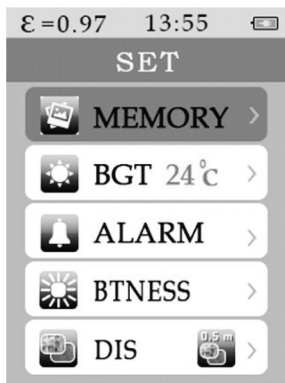 ε=0.97 13:55
SET
MEMORY >
BGT 24°c >
ALARM >
BTNESS >
DIS 0.5 m >